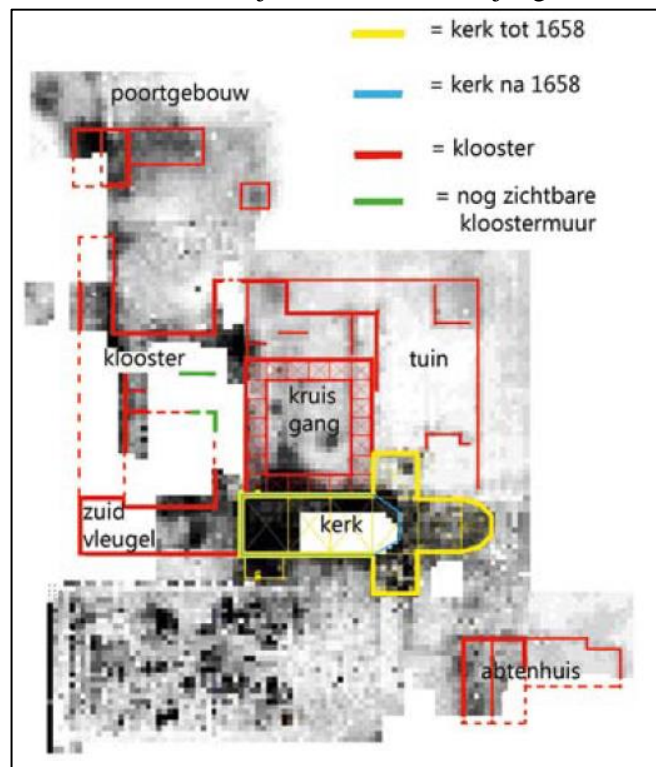 = kerk tot 1658
= kerk na 1658
= klooster
= nog zichtbare
kloostermuur
poortgebouw
klooster
kruis
gang
tuin
zuid
vleugel
kerk
abtenhuis